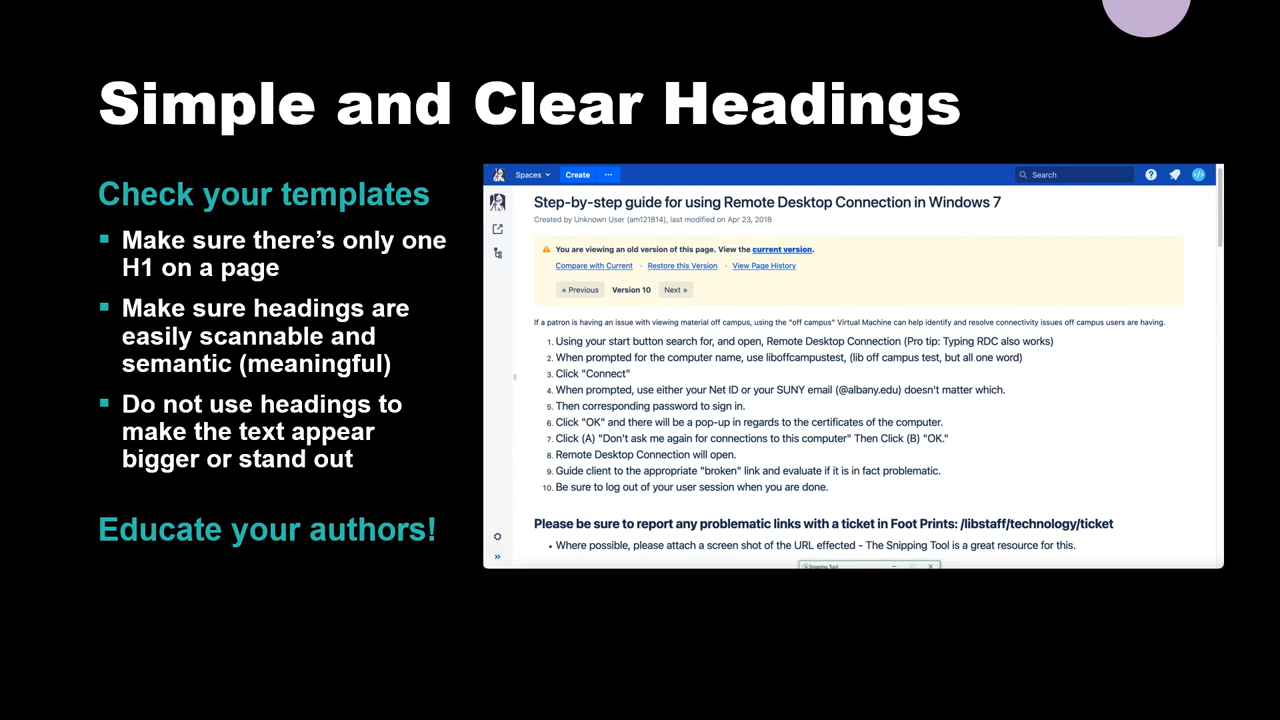 Simple and Clear Headings
Check your templates
Make sure there's only one
H1 on a page
Make sure headings are
easily scannable and
semantic (meaningful)
Do not use headings to
make the text appear
bigger or stand out
Educate your authors!
Spaces Create ··· Search
Step-by-step guide for using Remote Desktop Connection in Windows 7
Created by Unknown User (am121814), last modified on Apr 23, 2018
You are viewing an old version of this page. View the current version.
Compare with Current · Restore this Version · View Page History
« Previous Version 10 Next »
If a patron is having an issue with viewing material off campus, using the "off campus" Virtual Machine can help identify and resolve connectivity issues off campus users are having.
1. Using your start button search for, and open, Remote Desktop Connection (Pro tip: Typing RDC also works)
2. When prompted for the computer name, use liboffcampustest, (lib off campus test, but all one word)
3. Click "Connect"
4. When prompted, use either your Net ID or your SUNY email (@albany.edu) doesn't matter which.
5. Then corresponding password to sign in.
6. Click "OK" and there will be a pop-up in regards to the certificates of the computer.
7. Click (A) "Don't ask me again for connections to this computer" Then Click (B) "OK."
8. Remote Desktop Connection will open.
9. Guide client to the appropriate "broken" link and evaluate if it is in fact problematic.
10. Be sure to log out of your user session when you are done.
Please be sure to report any problematic links with a ticket in Foot Prints: /libstaff/technology/ticket
• Where possible, please attach a screen shot of the URL effected - The Snipping Tool is a great resource for this.
Snipping Tool